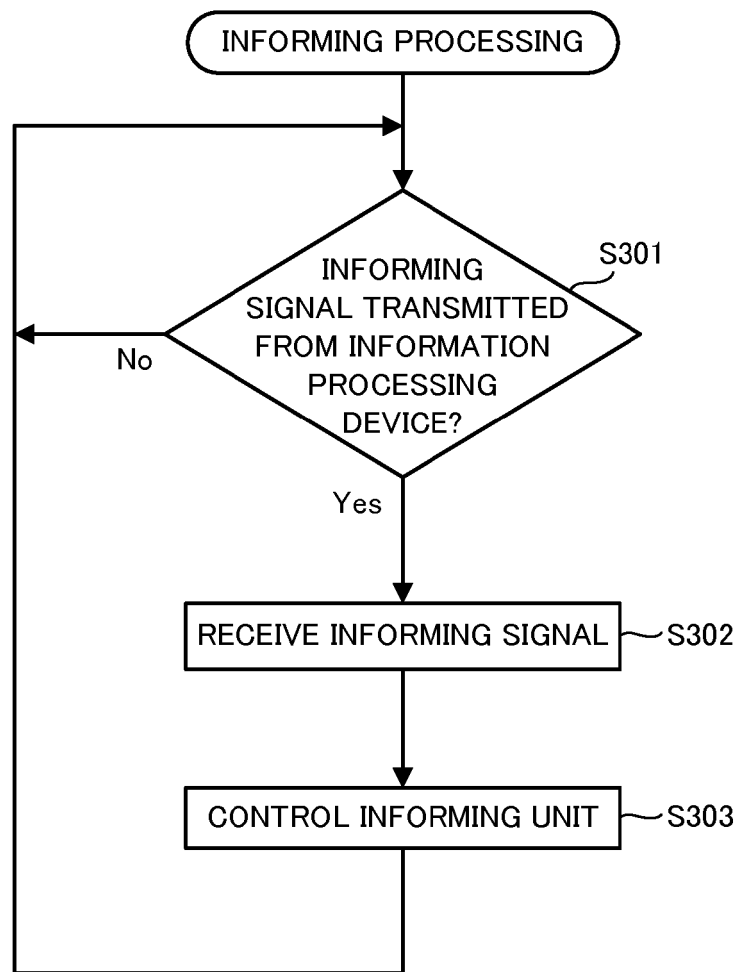 INFORMING PROCESSING
S301
INFORMING
SIGNAL TRANSMITTED
FROM INFORMATION
PROCESSING
DEVICE?
No
Yes
RECEIVE INFORMING SIGNAL
S302
CONTROL INFORMING UNIT
S303